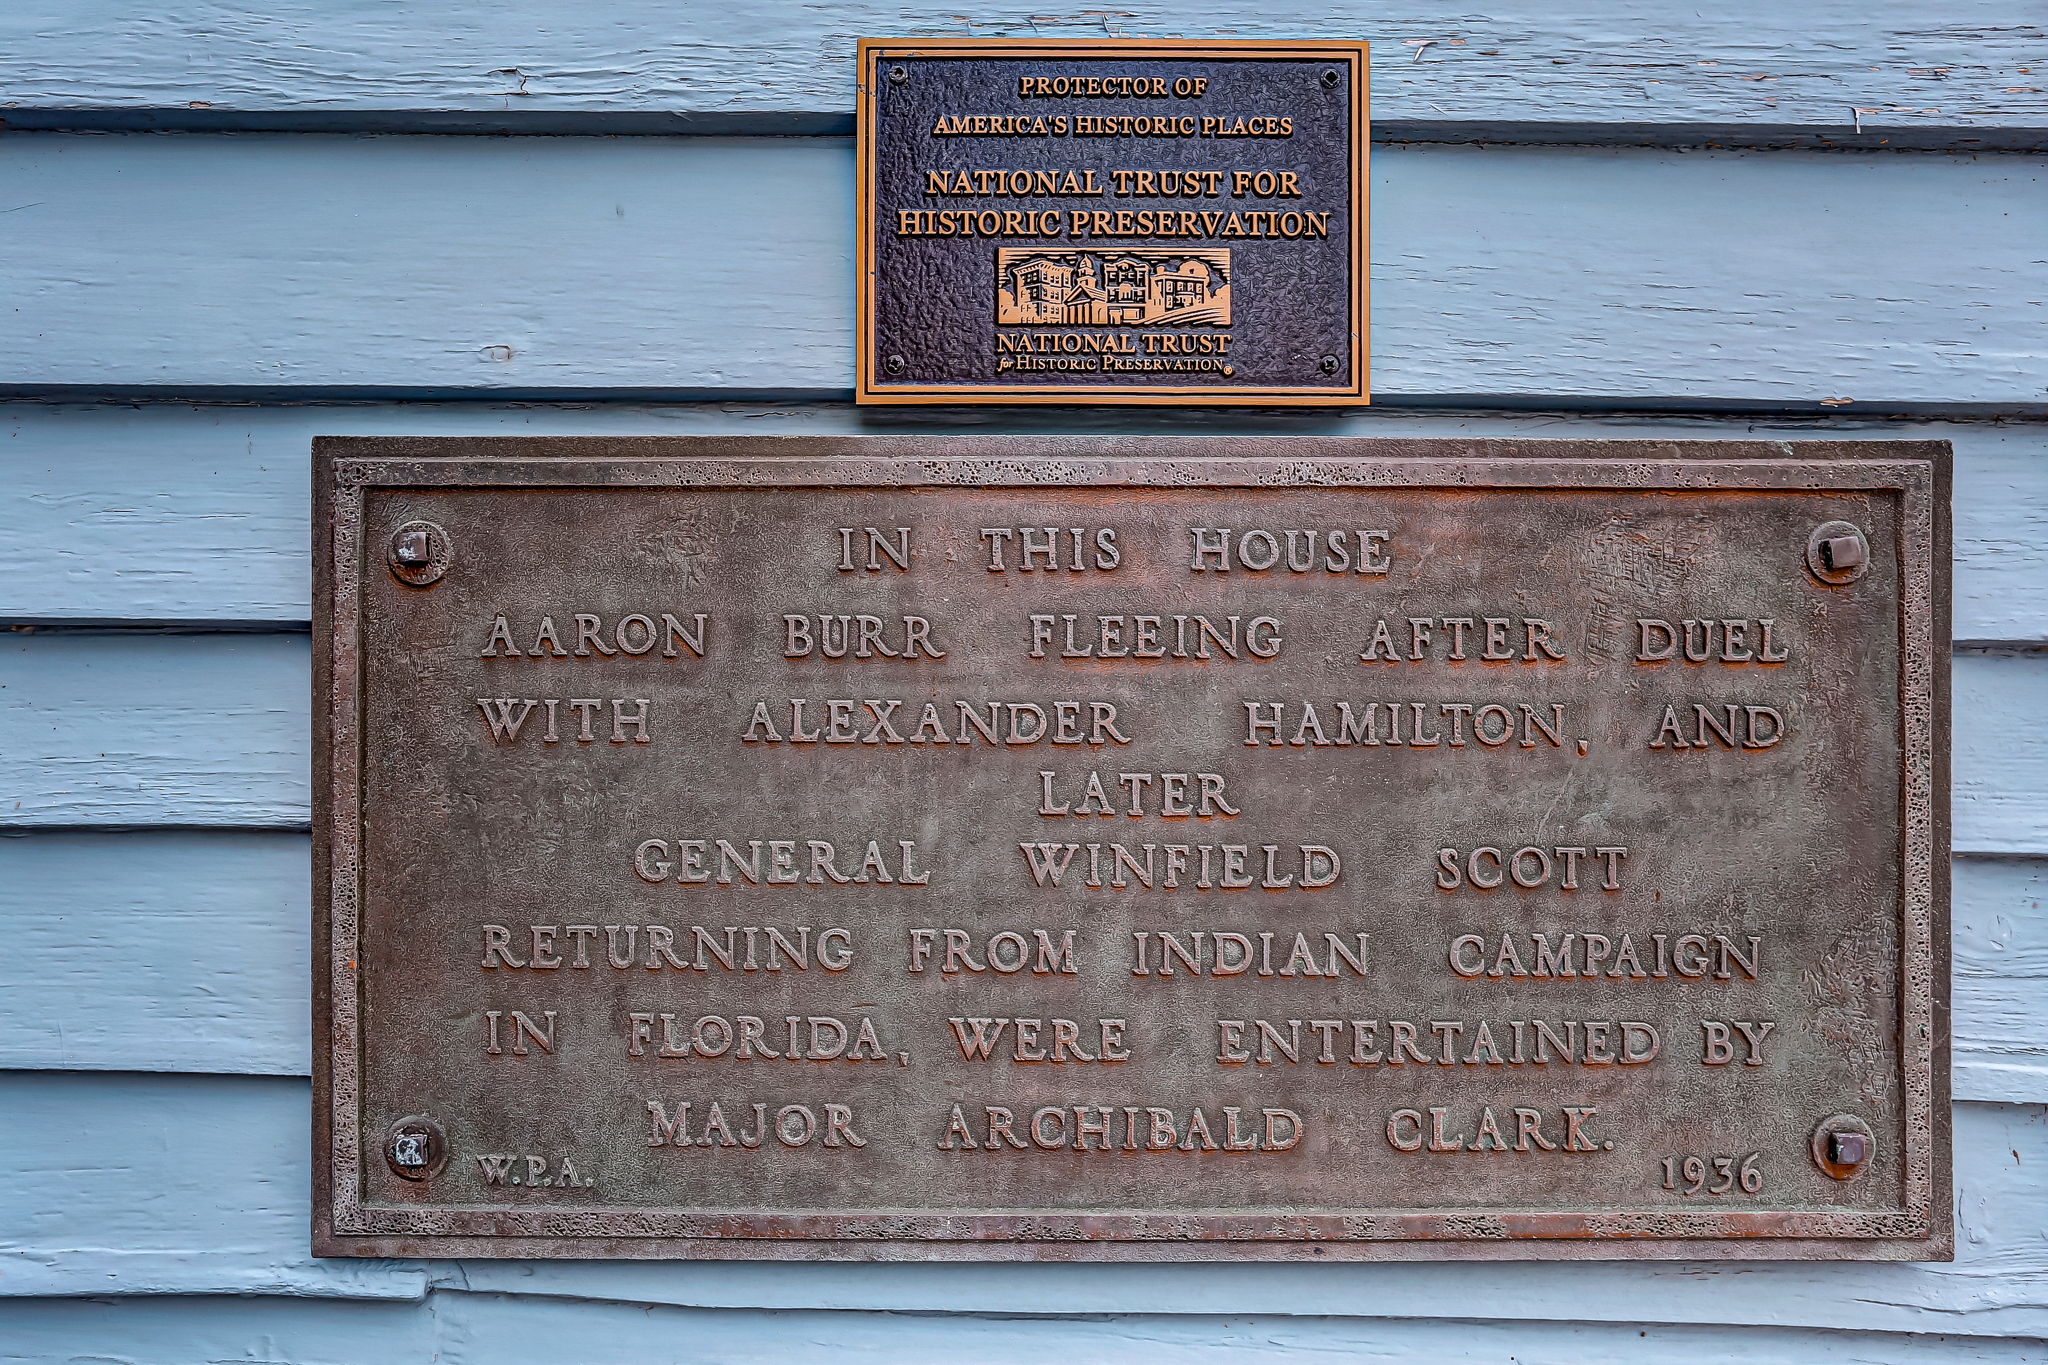 PROTECTOR OF
AMERICA'S HISTORIC PLACES
NATIONAL TRUST FOR
HISTORIC PRESERVATION
NATIONAL TRUST
for HISTORIC PRESERVATION®
IN THIS HOUSE
AARON BURR FLEEING AFTER DUEL
WITH ALEXANDER HAMILTON, AND
LATER
GENERAL WINFIELD SCOTT
RETURNING FROM INDIAN CAMPAIGN
IN FLORIDA, WERE ENTERTAINED BY
MAJOR ARCHIBALD CLARK.
W.P.A. 1936